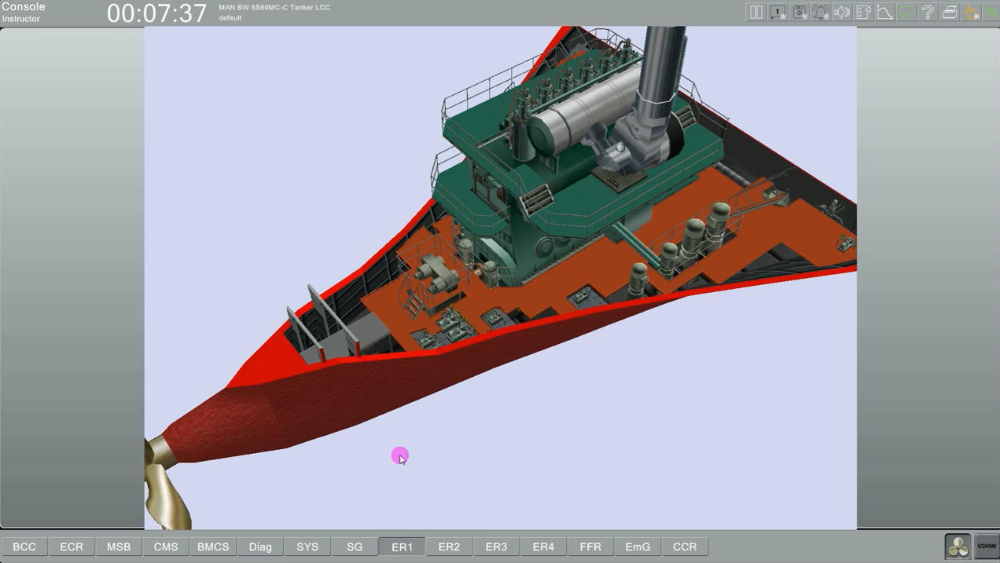 Console
Instructor
00:07:37
MAN BW 6S60MC-C Tanker LCC
default
1
BCC ECR MSB CMS BMCS Diag SYS SG ER1 ER2 ER3 ER4 FFR EmG CCR
VDHW